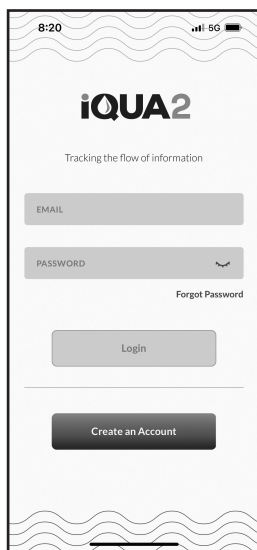 8:20 5G
iQUA2
Tracking the flow of information
EMAIL
PASSWORD
Forgot Password
Login
Create an Account